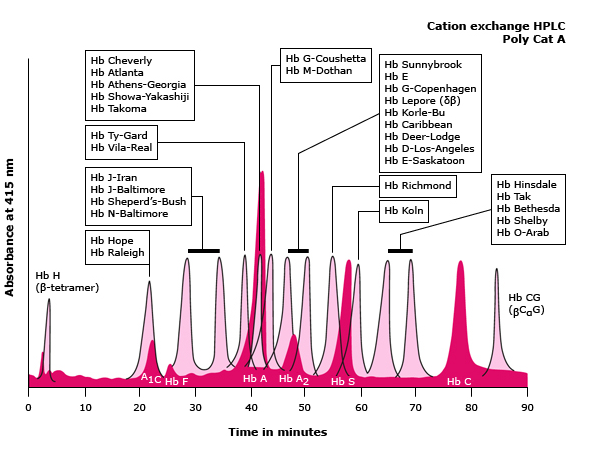 Cation exchange HPLC
Poly Cat A
Hb Cheverly
Hb Atlanta
Hb Athens-Georgia
Hb Showa-Yakashiji
Hb Takoma
Hb G-Coushetta
Hb M-Dothan
Hb Sunnybrook
Hb E
Hb G-Copenhagen
Hb Lepore (δβ)
Hb Korle-Bu
Hb Caribbean
Hb Deer-Lodge
Hb D-Los-Angeles
Hb E-Saskatoon
Hb Ty-Gard
Hb Vila-Real
Hb J-Iran
Hb J-Baltimore
Hb Sheperd's-Bush
Hb N-Baltimore
Hb Richmond
Hb Koln
Hb Hinsdale
Hb Tak
Hb Bethesda
Hb Shelby
Hb O-Arab
Hb Hope
Hb Raleigh
Hb H
(β-tetramer)
Hb CG
(βCαG)
Absorbance at 415 nm
A1C
Hb F
Hb A
Hb A2
Hb S
Hb C
0 10 20 30 40 50 60 70 80 90
Time in minutes